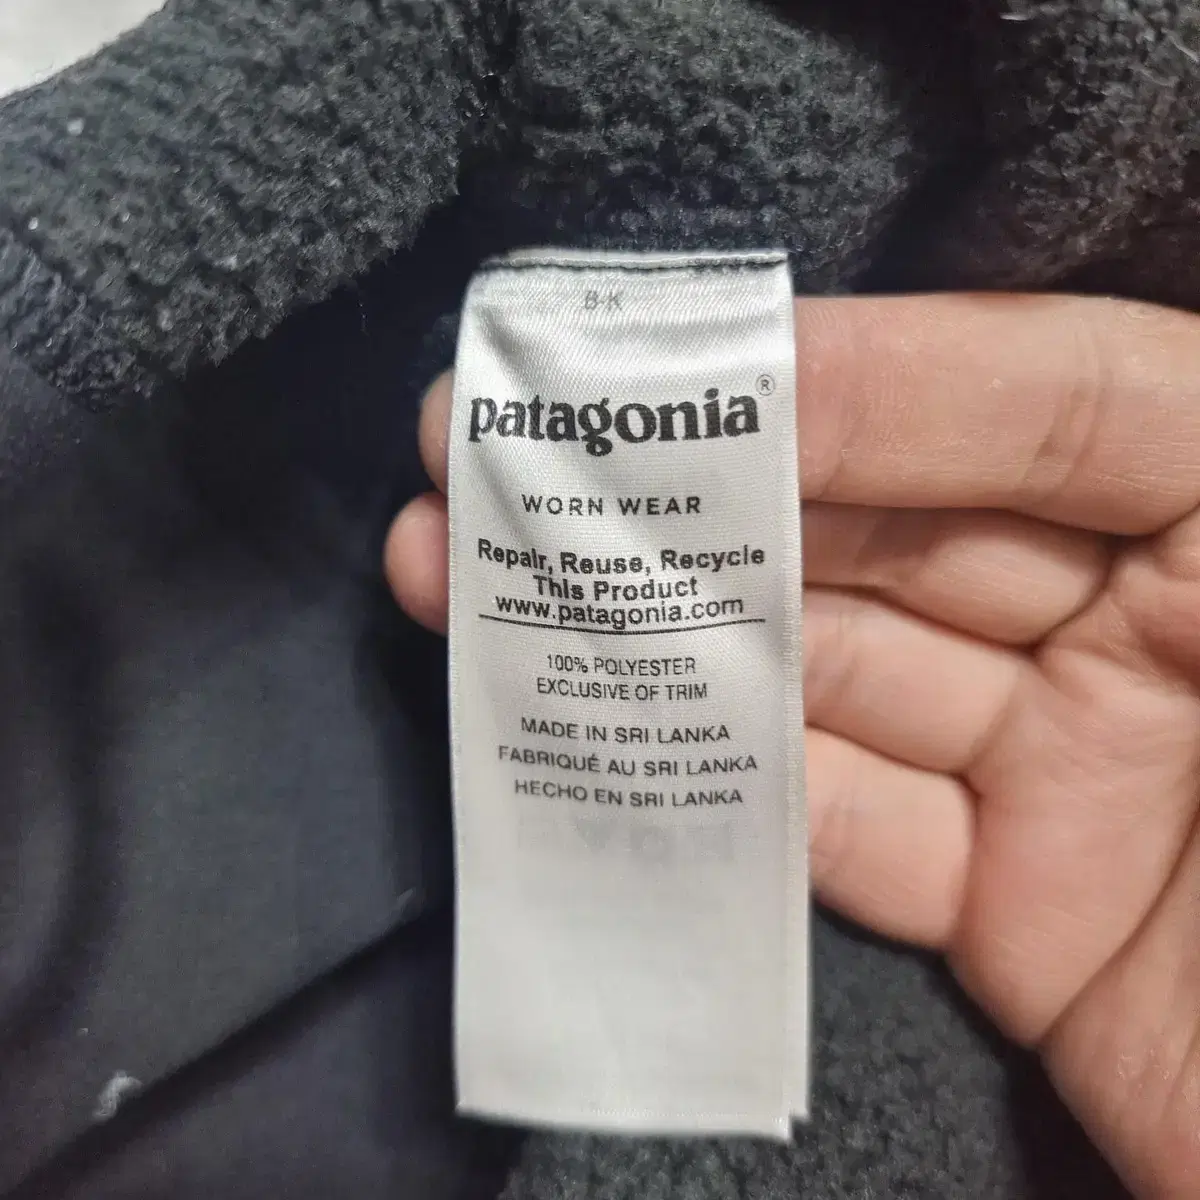 B-K
patagonia®
WORN WEAR
Repair, Reuse, Recycle
This Product
www.patagonia.com
100% POLYESTER
EXCLUSIVE OF TRIM
MADE IN SRI LANKA
FABRIQUÉ AU SRI LANKA
HECHO EN SRI LANKA